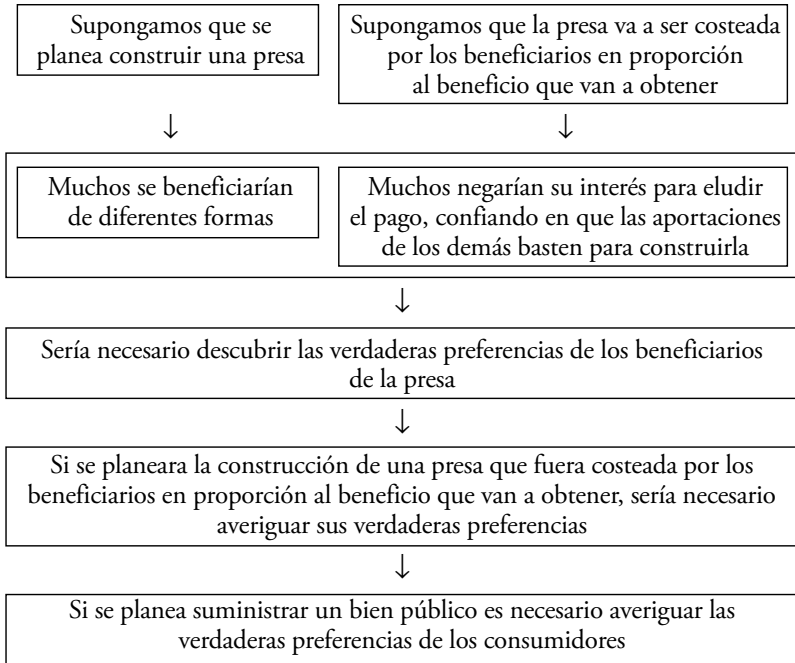 Supongamos que se
planea construir una presa
Supongamos que la presa va a ser costeada
por los beneficiarios en proporción
al beneficio que van a obtener
↓
↓
Muchos se beneficiarían
de diferentes formas
Muchos negarían su interés para eludir
el pago, confiando en que las aportaciones
de los demás basten para construirla
↓
Sería necesario descubrir las verdaderas preferencias de los beneficiarios
de la presa
↓
Si se planeara la construcción de una presa que fuera costeada por los
beneficiarios en proporción al beneficio que van a obtener, sería necesario
averiguar sus verdaderas preferencias
↓
Si se planea suministrar un bien público es necesario averiguar las
verdaderas preferencias de los consumidores